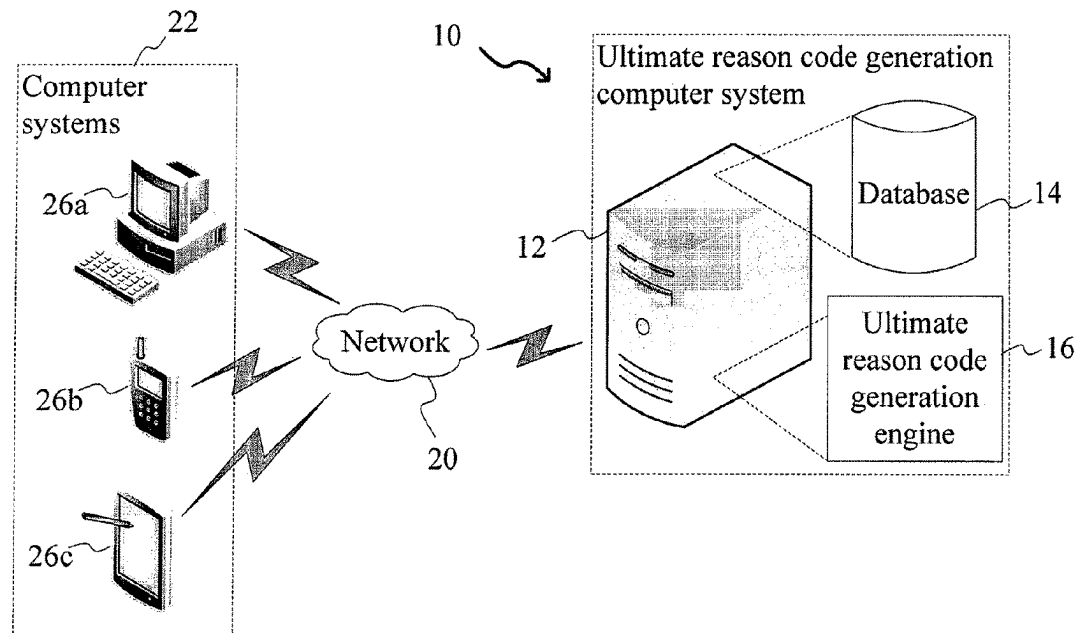 22
Computer
systems
26a
26b
26c
Network
20
10
Ultimate reason code generation
computer system
12
Database
14
Ultimate
reason code
generation
engine
16